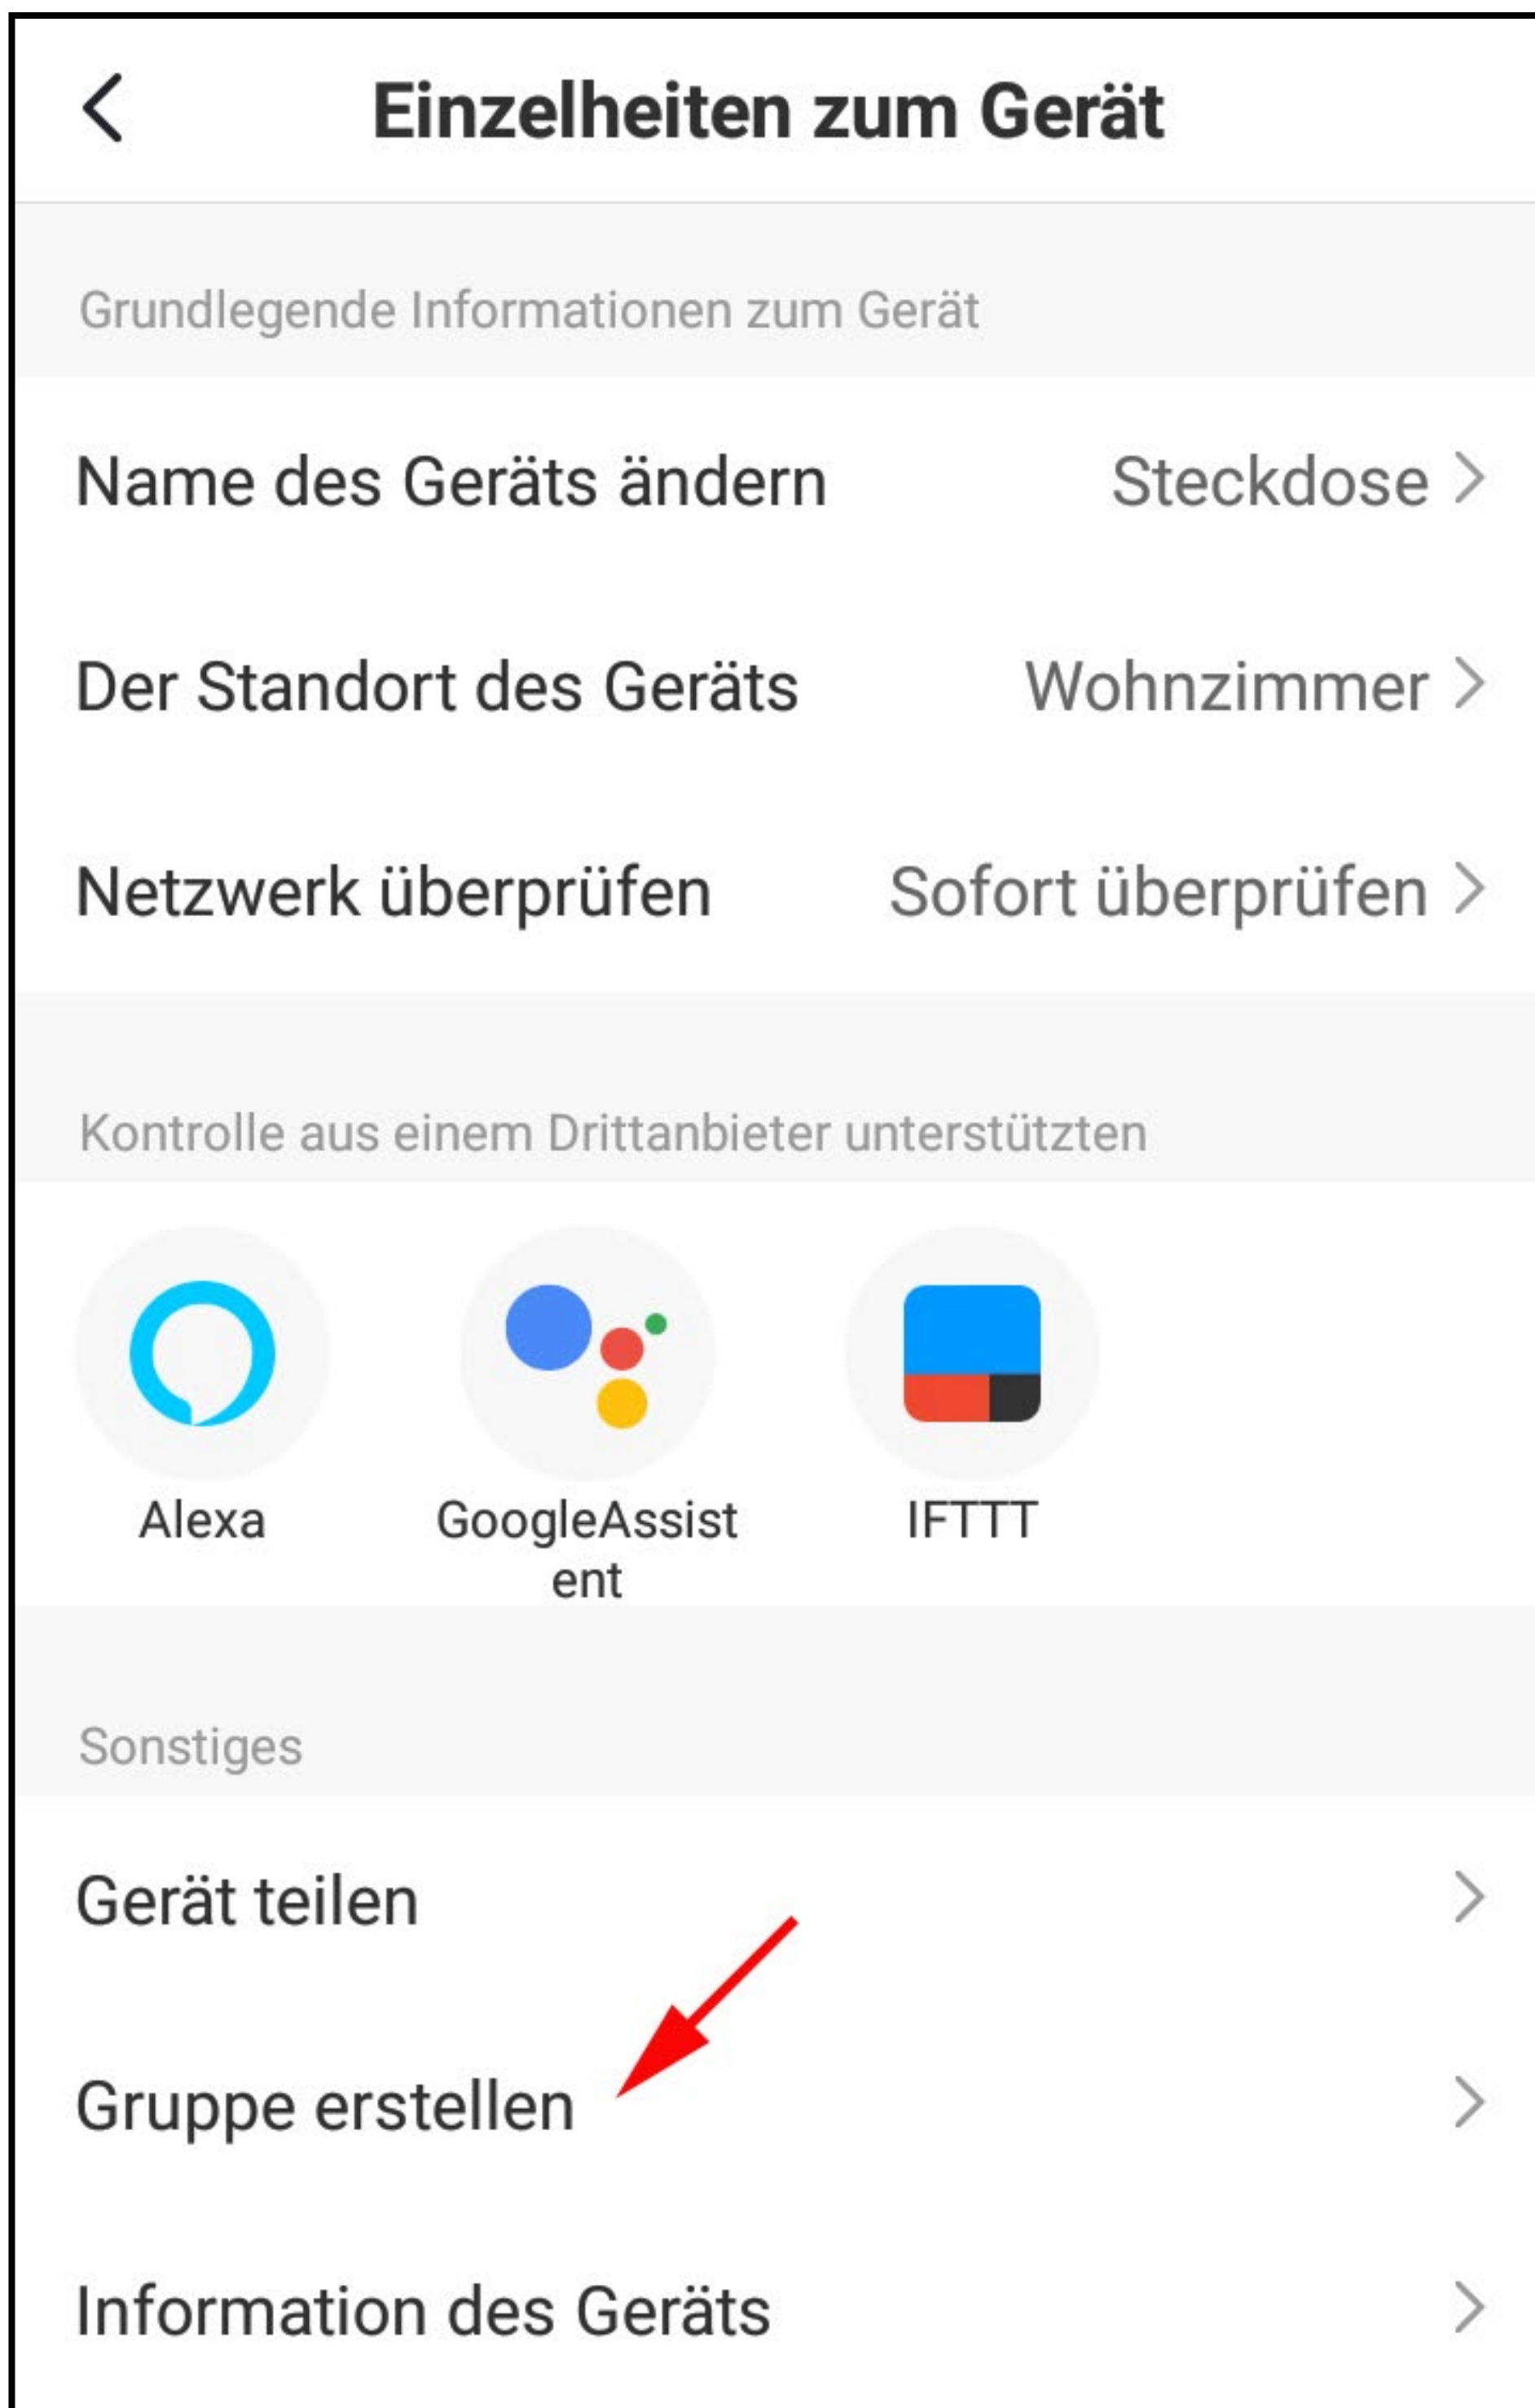 Einzelheiten zum Gerät
Grundlegende Informationen zum Gerät
Name des Geräts ändern Steckdose
Der Standort des Geräts Wohnzimmer
Netzwerk überprüfen Sofort überprüfen
Kontrolle aus einem Drittanbieter unterstützten
Alexa GoogleAssist IFTTT
ent
Sonstiges
Gerät teilen
Gruppe erstellen
Information des Geräts